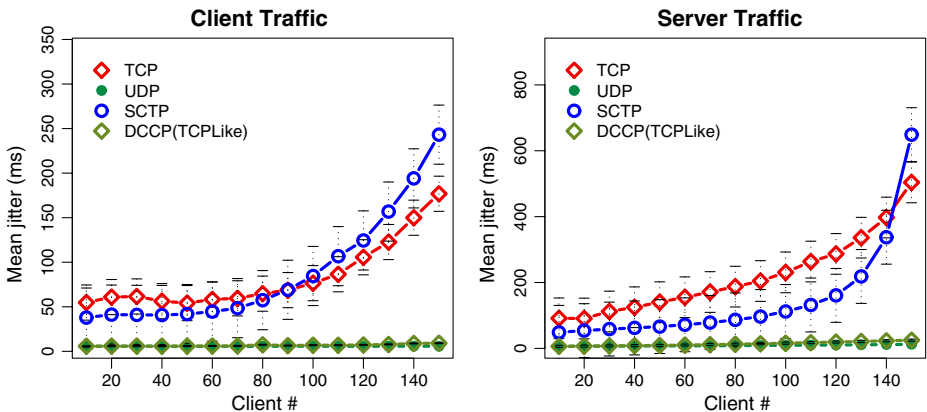 Client Traffic
Mean jitter (ms)
350
300
250
200
150
100
50
0
TCP
UDP
SCTP
DCCP(TCPLike)
20 40 60 80 100 120 140
Client #
Server Traffic
Mean jitter (ms)
800
600
400
200
0
TCP
UDP
SCTP
DCCP(TCPLike)
20 40 60 80 100 120 140
Client #